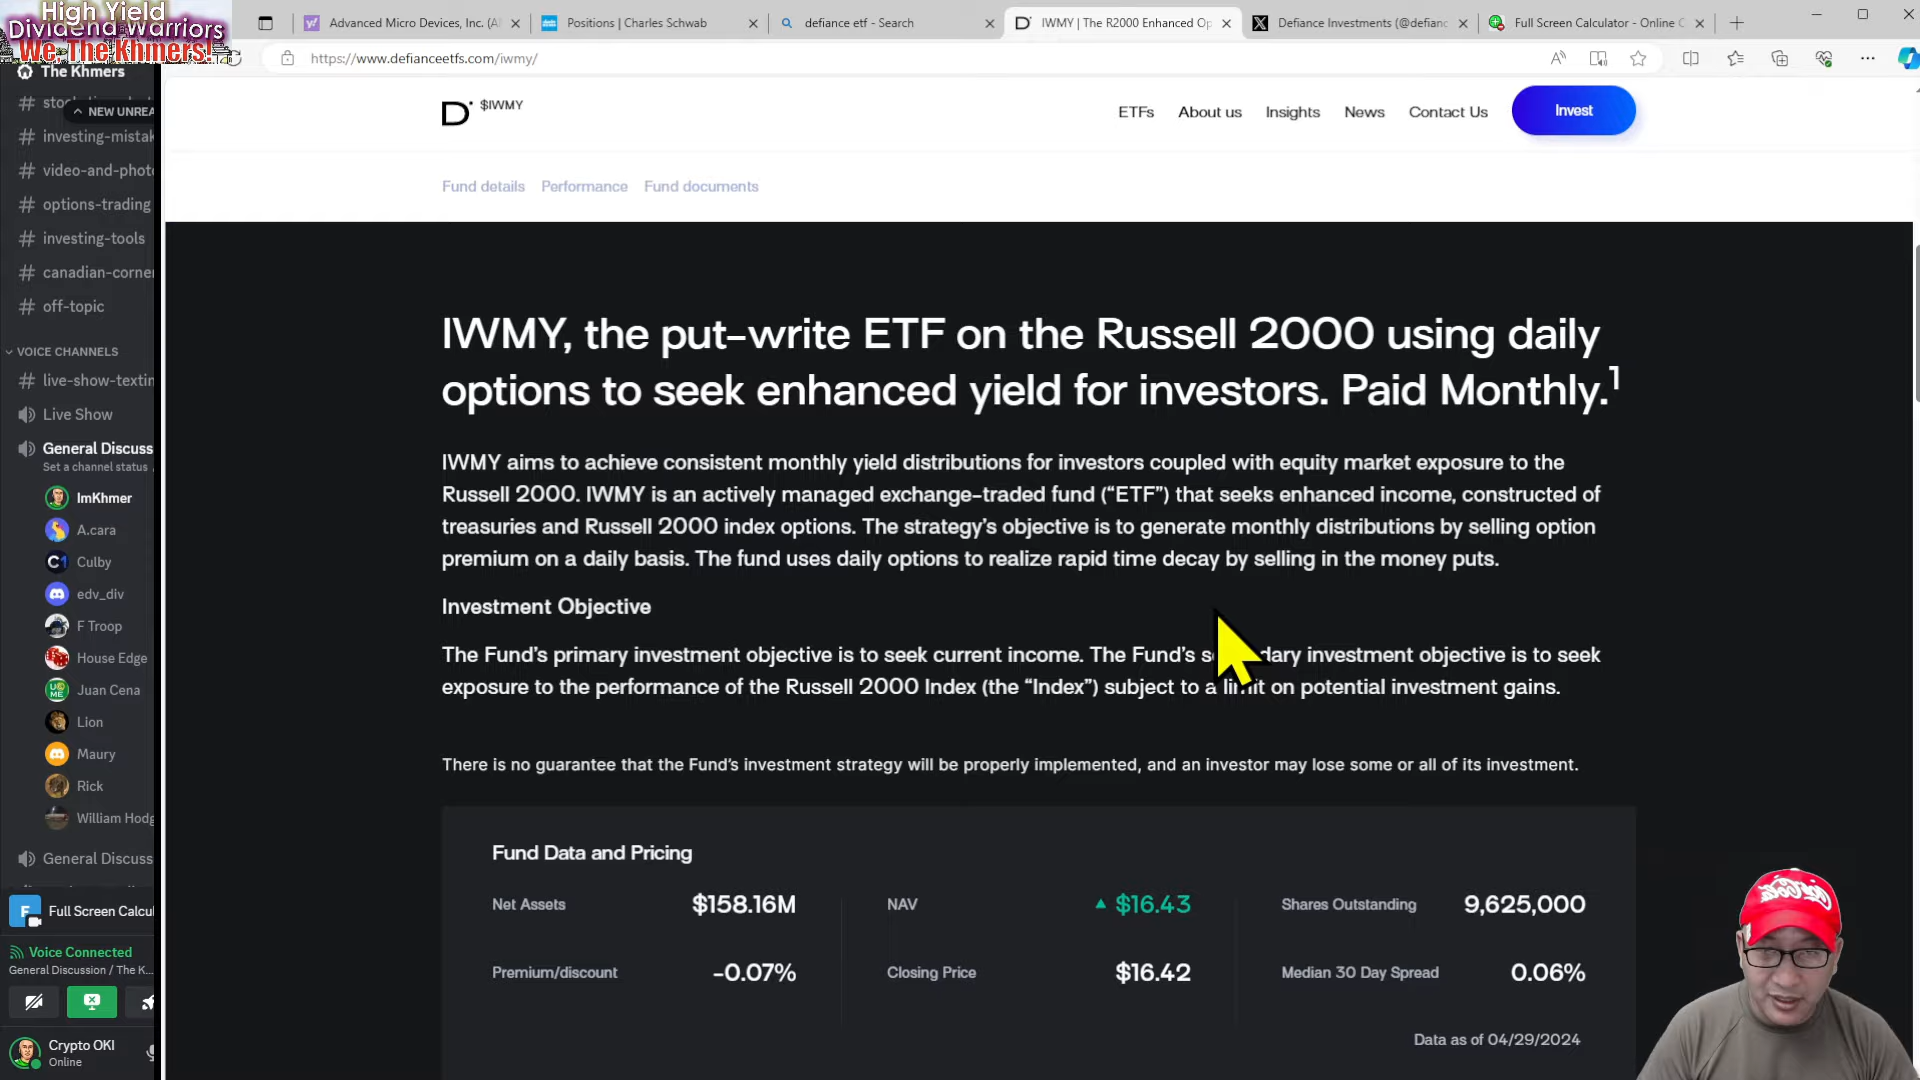 High Yield
Dividend Warriors
We The Khmers!
The Khmers
NEW UNREA
investing-mistak
video-and-photo
options-trading
investing-tools
canadian-corner
off-topic
VOICE CHANNELS
live-show-textin
Live Show
General Discuss
Set a channel status
ImKhmer
A.cara
Culby
edv_div
F Troop
House Edge
Juan Cena
Lion
Maury
Rick
William Hodg
General Discuss
Full Screen Calcul
Voice Connected
General Discussion / The K...
Crypto OKI
Online
Advanced Micro Devices, Inc. (A
Positions | Charles Schwab
defiance etf - Search
IWMY | The R2000 Enhanced Op
Defiance Investments (@defianc
Full Screen Calculator - Online C
https://www.defianceetfs.com/iwmy/
D $IWMY
ETFs About us Insights News Contact Us Invest
Fund details Performance Fund documents
IWMY, the put-write ETF on the Russell 2000 using daily
options to seek enhanced yield for investors. Paid Monthly.1
IWMY aims to achieve consistent monthly yield distributions for investors coupled with equity market exposure to the
Russell 2000. IWMY is an actively managed exchange-traded fund (“ETF”) that seeks enhanced income, constructed of
treasuries and Russell 2000 index options. The strategy’s objective is to generate monthly distributions by selling option
premium on a daily basis. The fund uses daily options to realize rapid time decay by selling in the money puts.
Investment Objective
The Fund’s primary investment objective is to seek current income. The Fund’s secondary investment objective is to seek
exposure to the performance of the Russell 2000 Index (the “Index”) subject to a limit on potential investment gains.
There is no guarantee that the Fund’s investment strategy will be properly implemented, and an investor may lose some or all of its investment.
Fund Data and Pricing
Net Assets $158.16M NAV $16.43 Shares Outstanding 9,625,000
Premium/discount -0.07% Closing Price $16.42 Median 30 Day Spread 0.06%
Data as of 04/29/2024